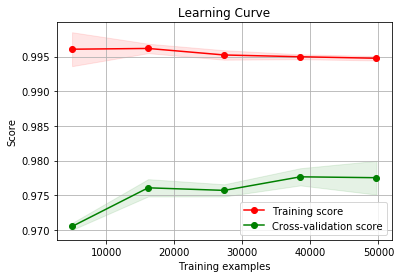 Learning Curve
Score
0.995
0.990
0.985
0.980
0.975
0.970
Training score
Cross-validation score
10000 20000 30000 40000 50000
Training examples